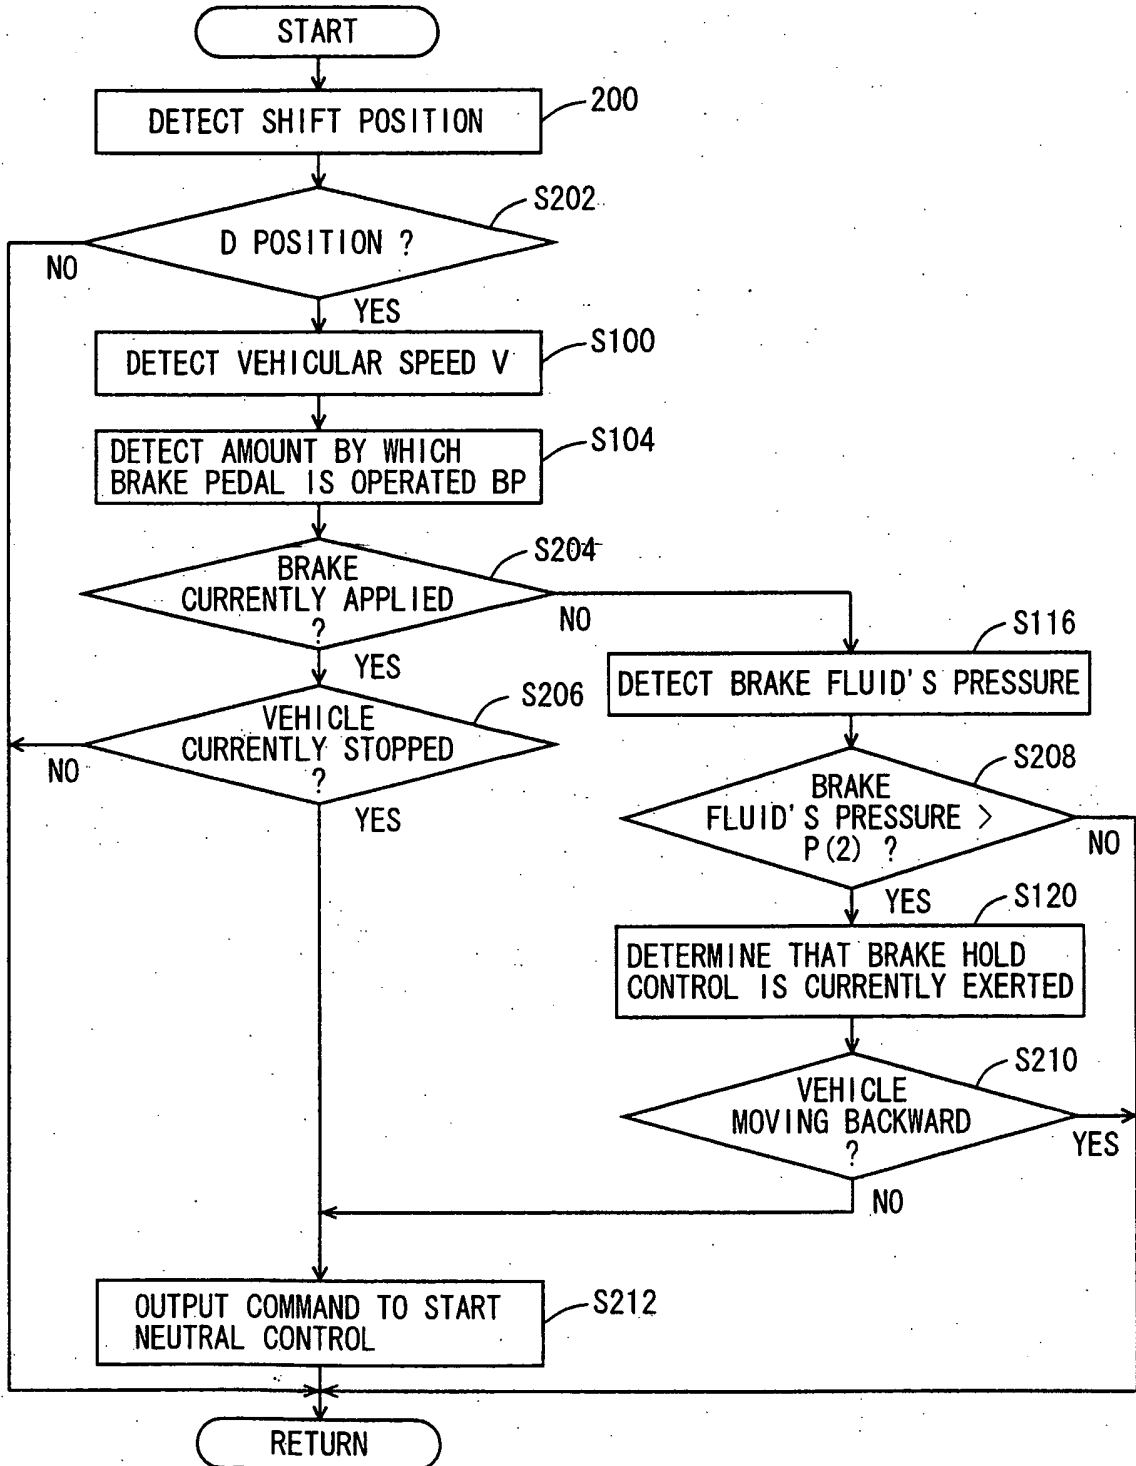 START
DETECT SHIFT POSITION
200
D POSITION ?
S202
NO
YES
DETECT VEHICULAR SPEED V
S100
DETECT AMOUNT BY WHICH
BRAKE PEDAL IS OPERATED BP
S104
BRAKE
CURRENTLY APPLIED
?
S204
NO
YES
VEHICLE
CURRENTLY STOPPED
?
S206
NO
YES
DETECT BRAKE FLUID'S PRESSURE
S116
BRAKE
FLUID'S PRESSURE >
P(2) ?
S208
NO
YES
DETERMINE THAT BRAKE HOLD
CONTROL IS CURRENTLY EXERTED
S120
VEHICLE
MOVING BACKWARD
?
S210
YES
NO
OUTPUT COMMAND TO START
NEUTRAL CONTROL
S212
RETURN